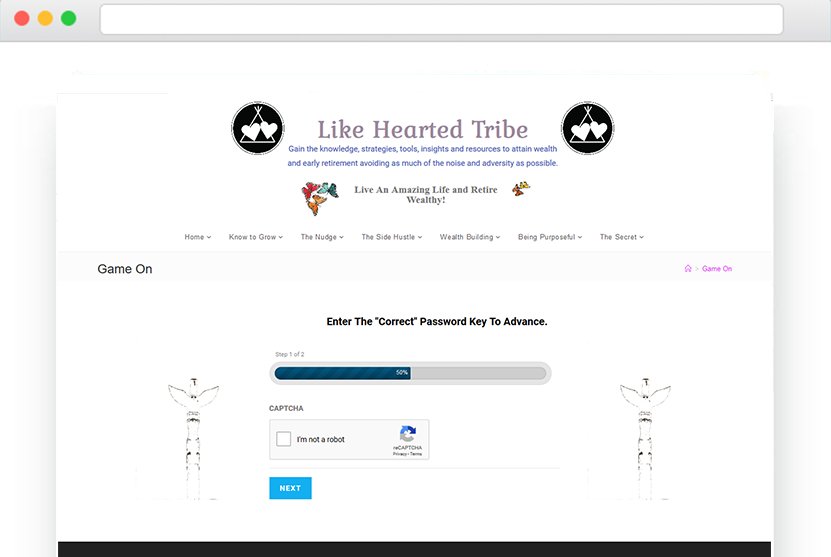 Like Hearted Tribe
Gain the knowledge, strategies, tools, insights and resources to attain wealth
and early retirement avoiding as much of the noise and adversity as possible.
Live An Amazing Life and Retire
Wealthy!
Home Know to Grow The Nudge The Side Hustle Wealth Building Being Purposeful The Secret
Game On
> Game On
Enter The "Correct" Password Key To Advance.
Step 1 of 2
50%
CAPTCHA
I'm not a robot
reCAPTCHA
Privacy - Terms
NEXT